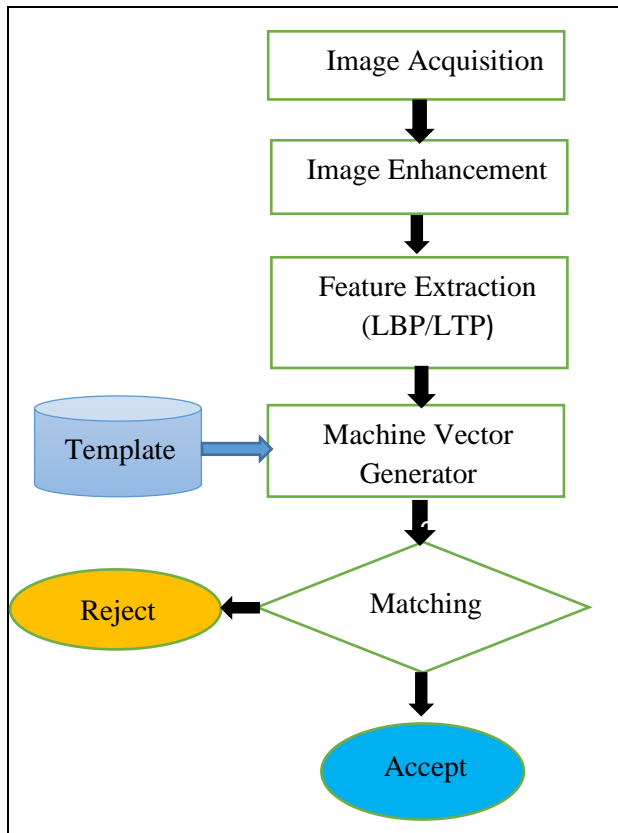 Image Acquisition
Image Enhancement
Feature Extraction
(LBP/LTP)
Template
Machine Vector
Generator
Reject
Matching
Accept